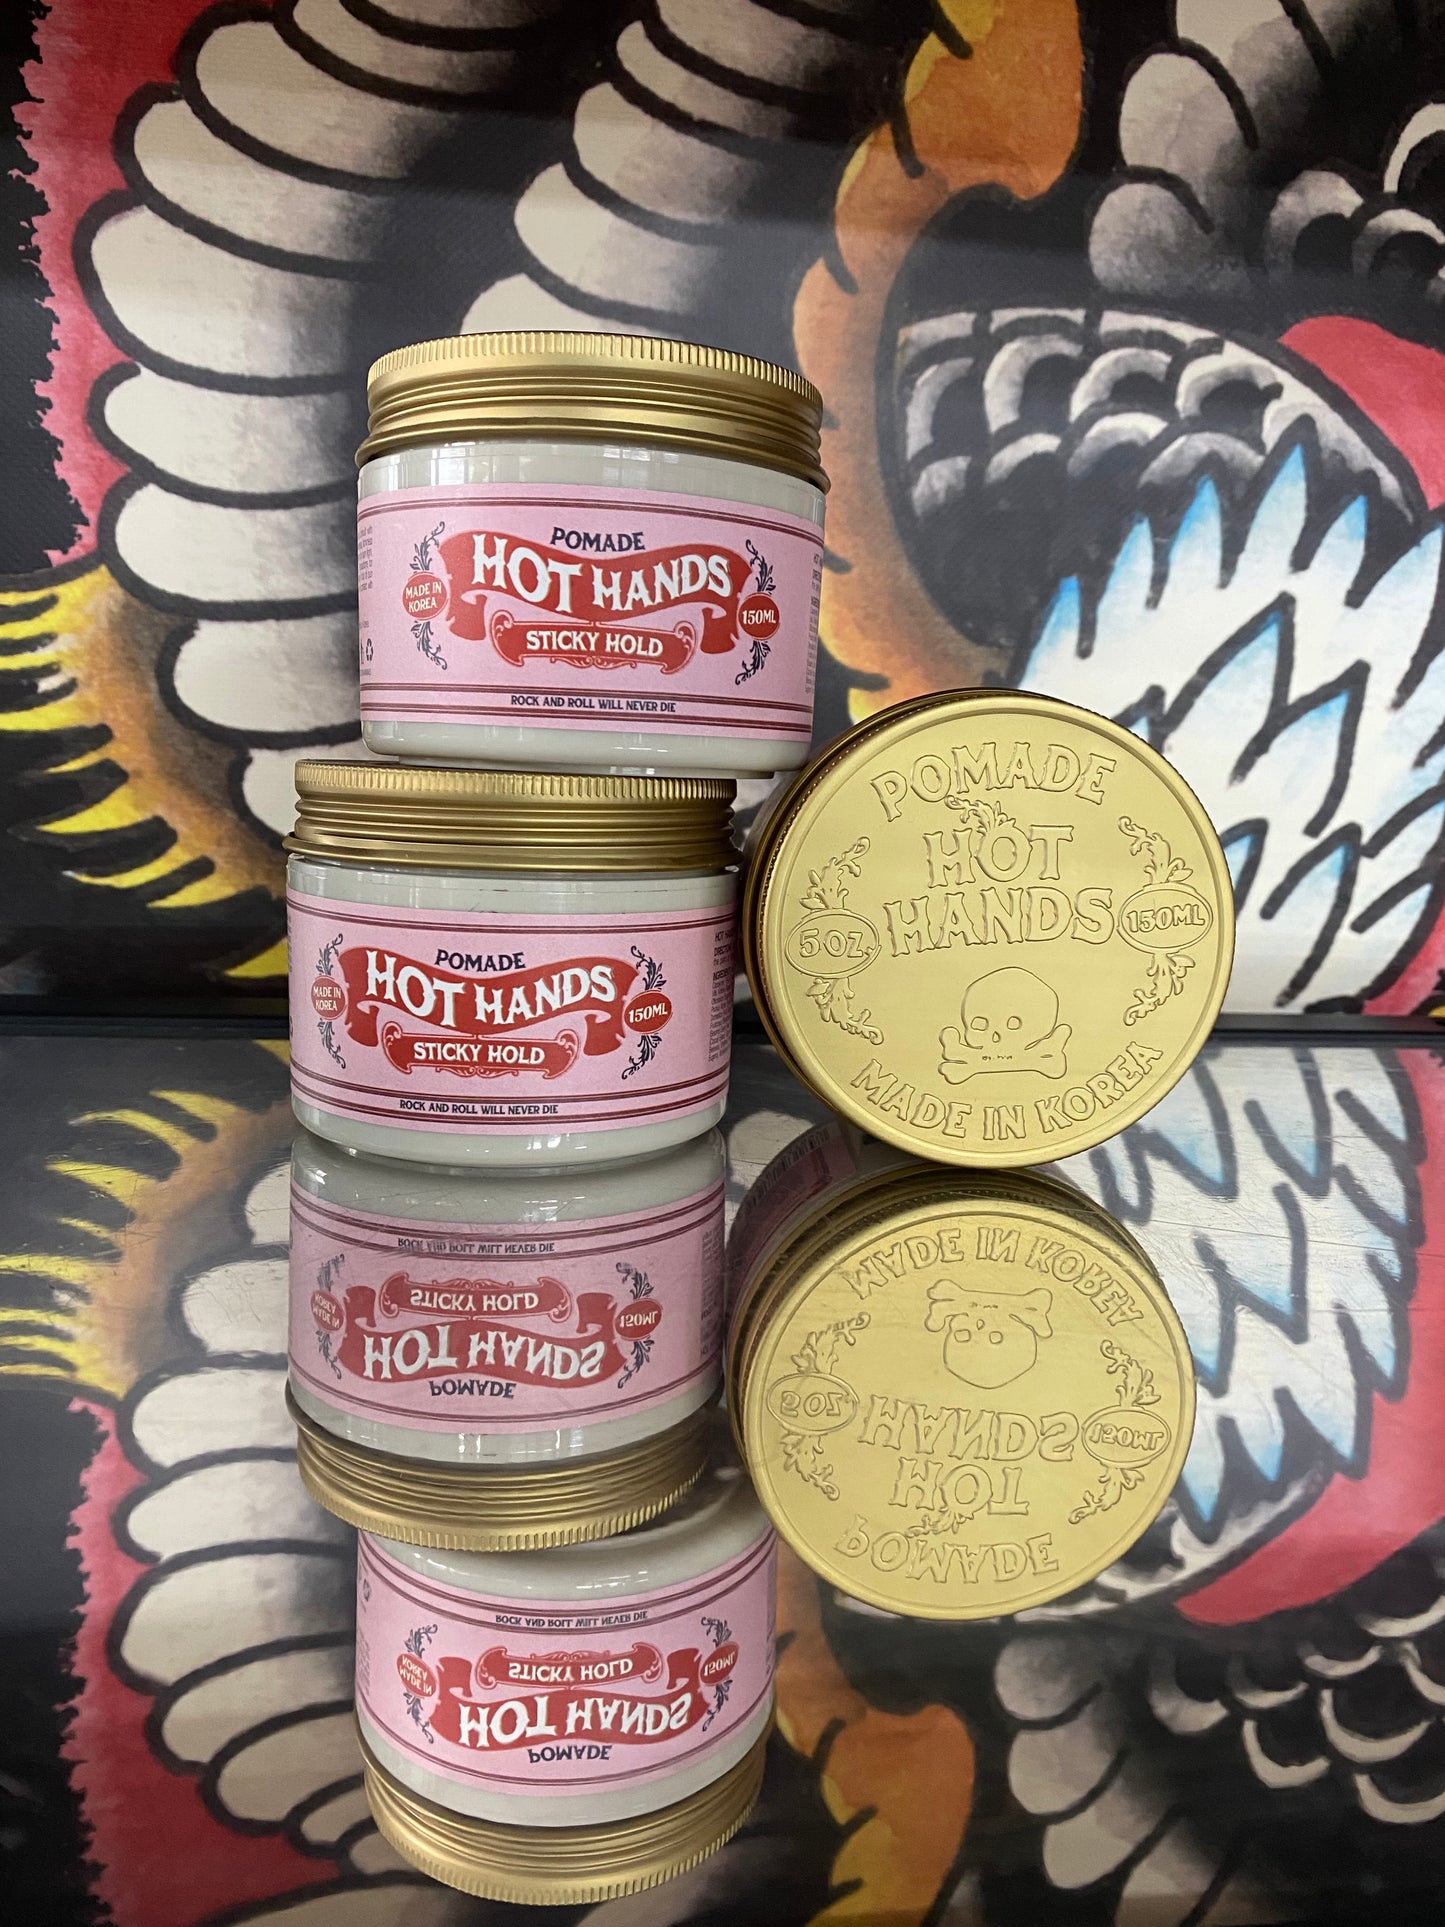 POMADE
HOT HANDS
STICKY HOLD
MADE IN
KOREA
150ML
ROCK AND ROLL WILL NEVER DIE
POMADE
HOT HANDS
STICKY HOLD
MADE IN
KOREA
150ML
ROCK AND ROLL WILL NEVER DIE
POMADE
HOT
HANDS
5 OZ.
150ML
MADE IN KOREA